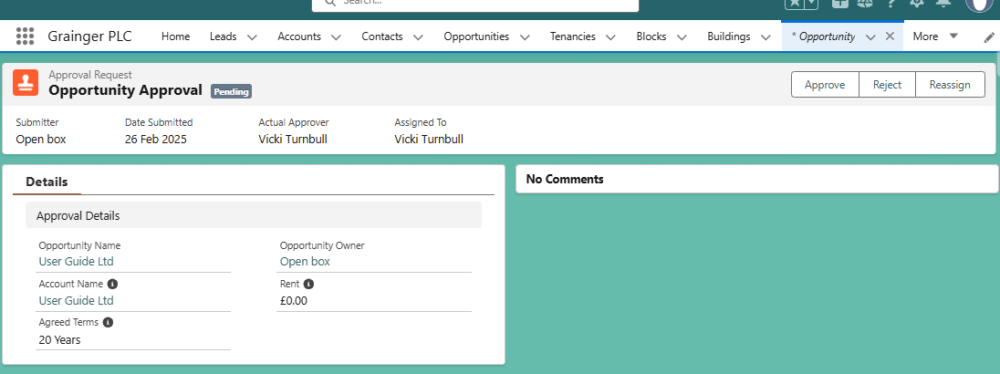 Search...
Grainger PLC Home Leads Accounts Contacts Opportunities Tenancies Blocks Buildings * Opportunity More
Approval Request
Opportunity Approval Pending
Approve Reject Reassign
Submitter Date Submitted Actual Approver Assigned To
Open box 26 Feb 2025 Vicki Turnbull Vicki Turnbull
Details
No Comments
Approval Details
Opportunity Name Opportunity Owner
User Guide Ltd Open box
Account Name Rent
User Guide Ltd £0.00
Agreed Terms
20 Years